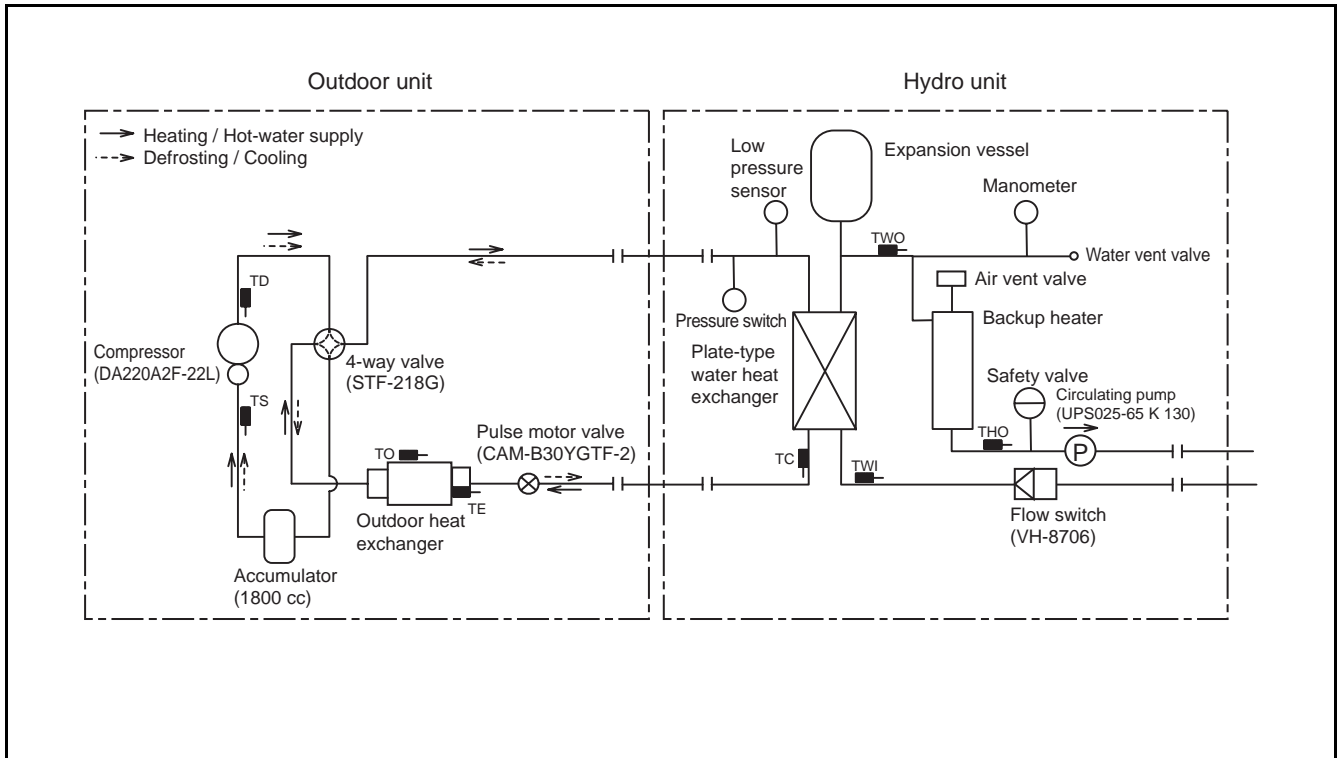 Outdoor unit
Hydro unit
Heating / Hot-water supply
Defrosting / Cooling
Low
pressure
sensor
Expansion vessel
Manometer
TWO
Water vent valve
Air vent valve
TD
Pressure switch
Backup heater
Compressor
(DA220A2F-22L)
4-way valve
(STF-218G)
Plate-type
water heat
exchanger
Safety valve
Circulating pump
(UPS025-65 K 130)
TS
Pulse motor valve
(CAM-B30YGTF-2)
THO
P
TO
TC
TWI
TE
Outdoor heat
exchanger
Flow switch
(VH-8706)
Accumulator
(1800 cc)